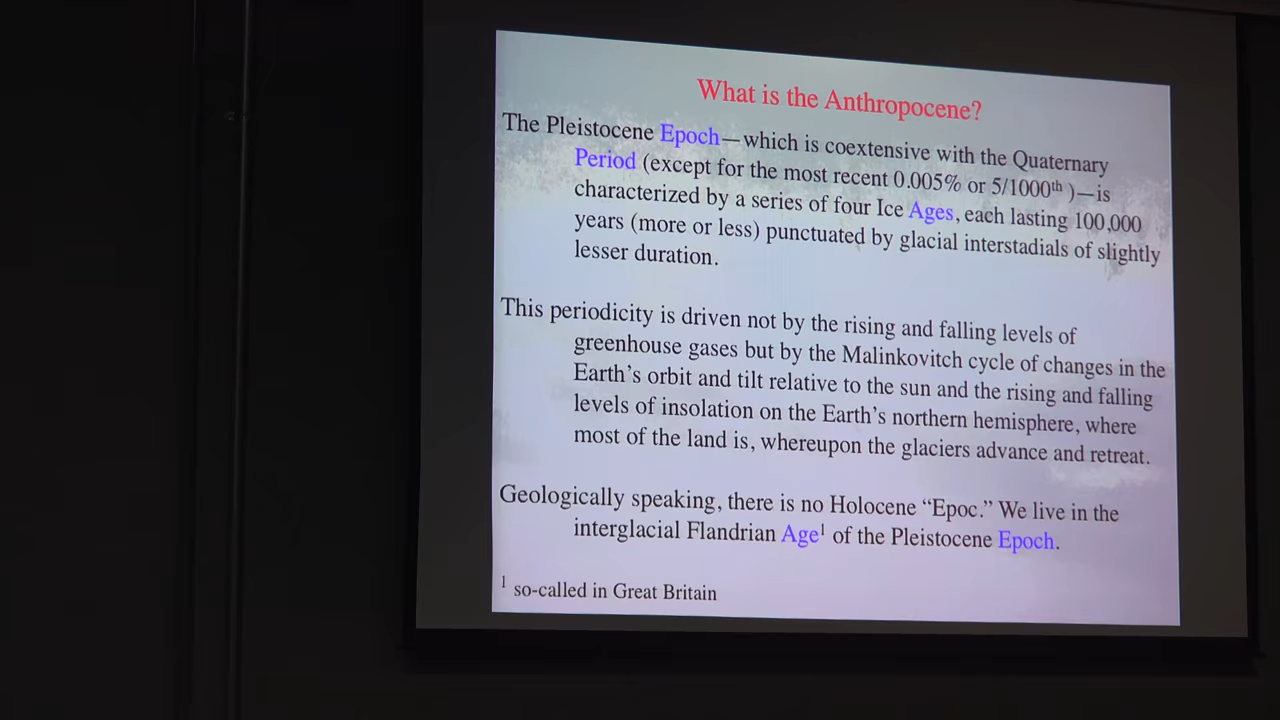 What is the Anthropocene?
The Pleistocene Epoch—which is coextensive with the Quaternary
Period (except for the most recent 0.005% or 5/1000th )—is
characterized by a series of four Ice Ages, each lasting 100,000
years (more or less) punctuated by glacial interstadials of slightly
lesser duration.
This periodicity is driven not by the rising and falling levels of
greenhouse gases but by the Malinkovitch cycle of changes in the
Earth's orbit and tilt relative to the sun and the rising and falling
levels of insolation on the Earth's northern hemisphere, where
most of the land is, whereupon the glaciers advance and retreat.
Geologically speaking, there is no Holocene “Epoc.” We live in the
interglacial Flandrian Age1 of the Pleistocene Epoch.
1 so-called in Great Britain